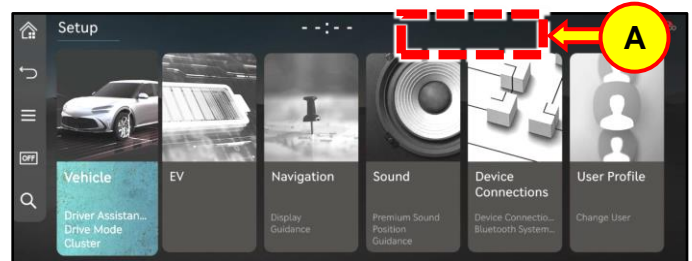 Setup
--:--
A
OFF
Vehicle
Driver Assistan...
Drive Mode
Cluster
EV
Navigation
Display
Guidance
Sound
Premium Sound
Position
Guidance
Device
Connections
Device Connectio...
Bluetooth System...
User Profile
Change User